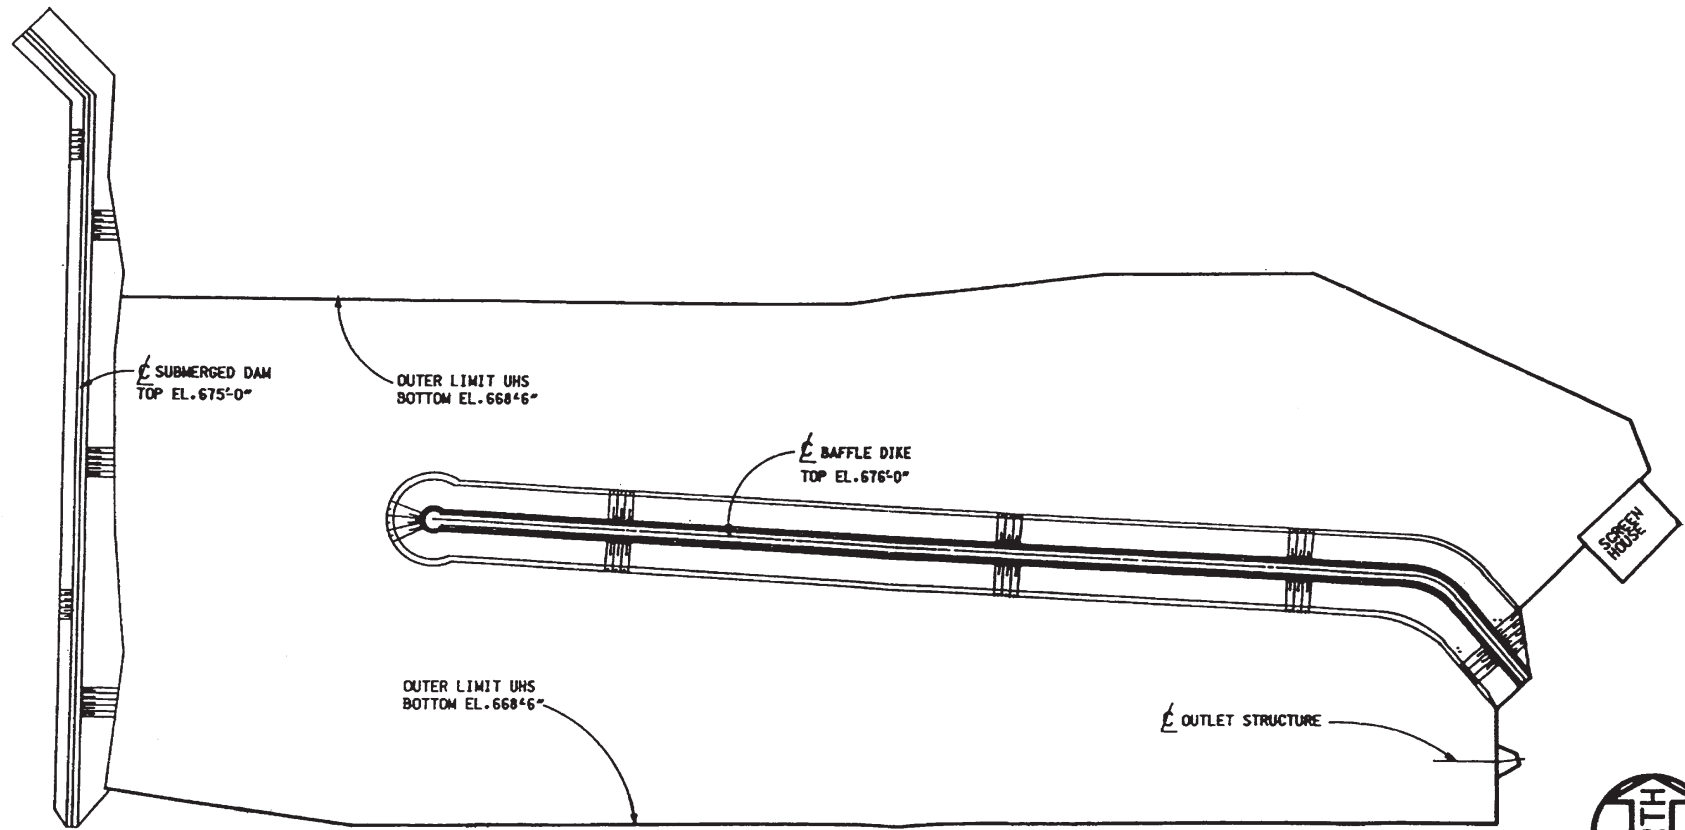 ℄ SUBMERGED DAM
TOP EL.675'-0"
OUTER LIMIT UHS
BOTTOM EL.668'-6"
℄ BAFFLE DIKE
TOP EL.676'-0"
SCREEN
HOUSE
OUTER LIMIT UHS
BOTTOM EL.668'-6"
℄ OUTLET STRUCTURE